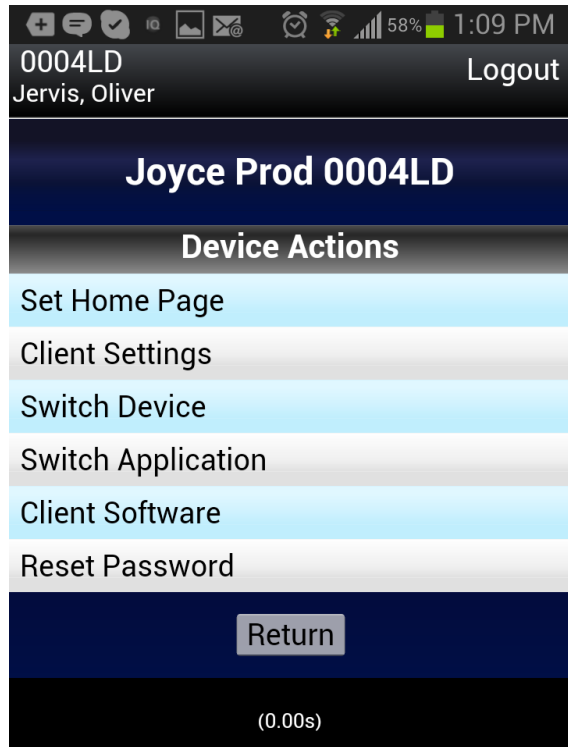 58% 1:09 PM
0004LD
Logout
Jervis, Oliver
Joyce Prod 0004LD
Device Actions
Set Home Page
Client Settings
Switch Device
Switch Application
Client Software
Reset Password
Return
(0.00s)